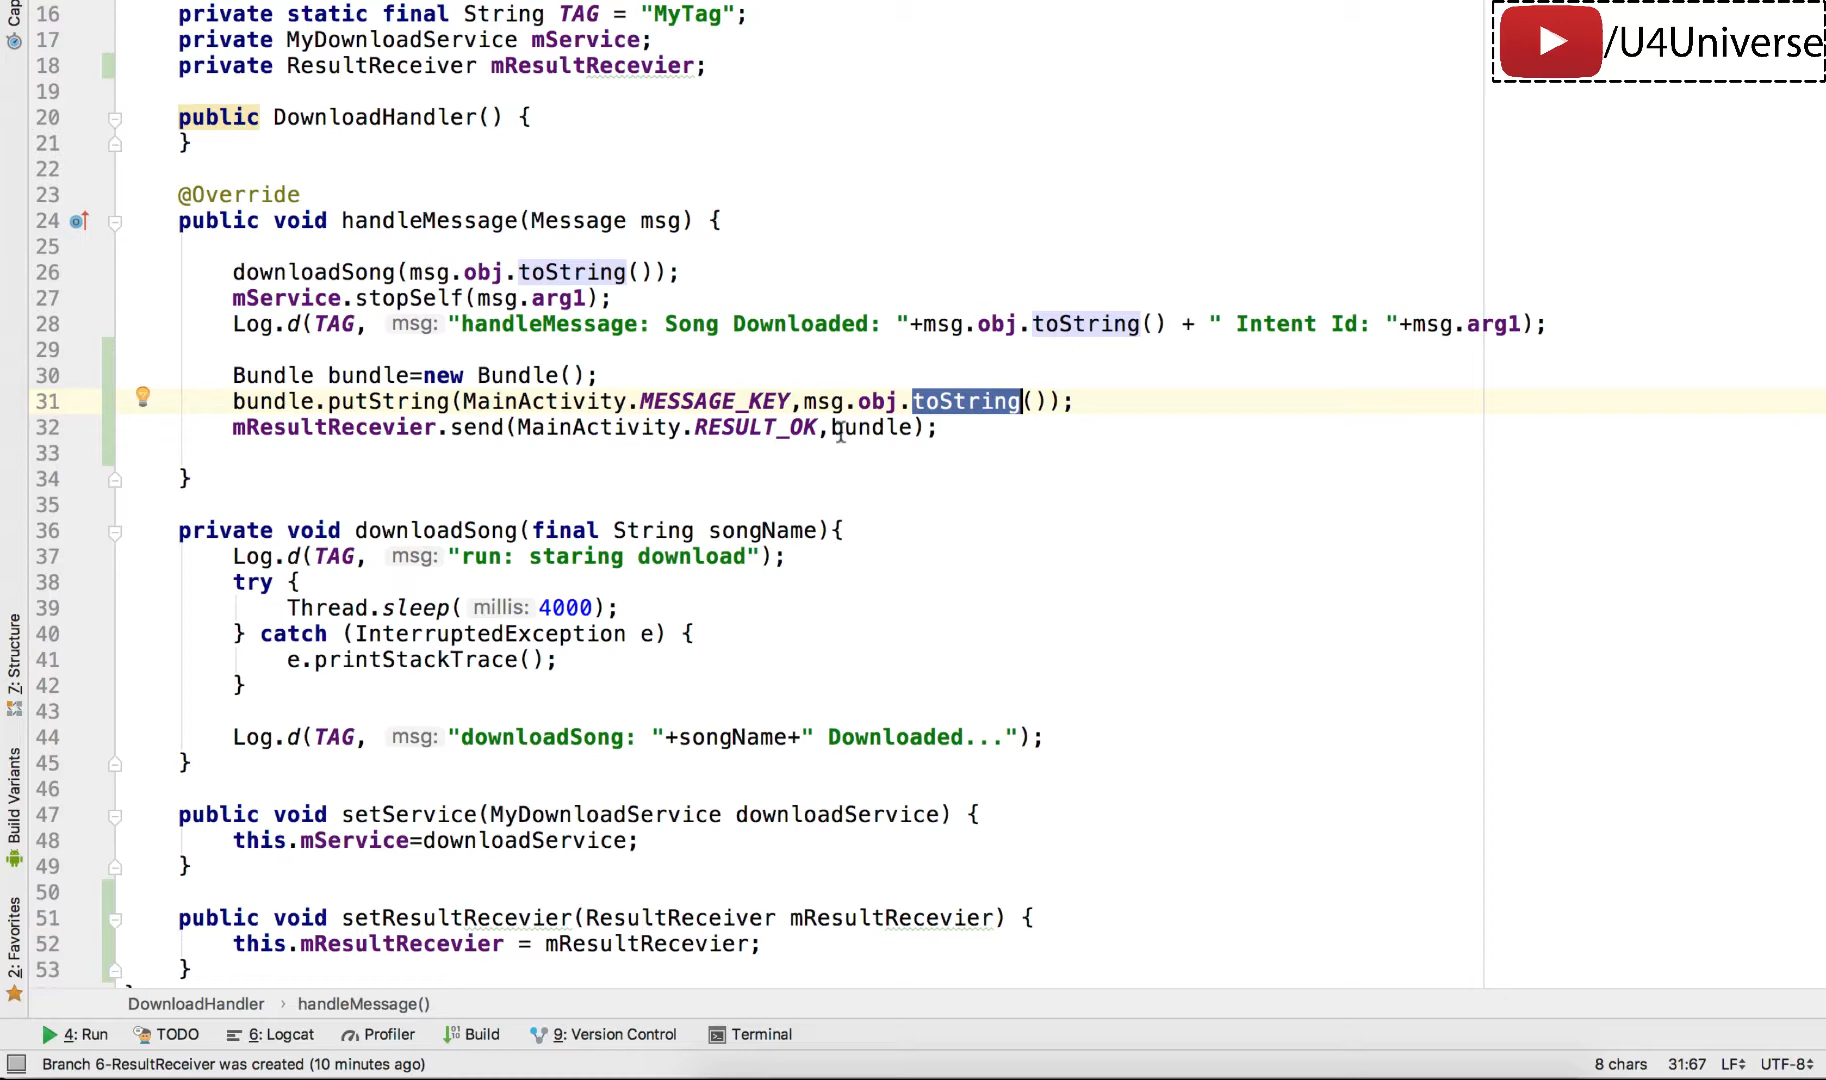 Cap
/U4Universe
16 private static final String TAG = "MyTag";
17 private MyDownloadService mService;
18 private ResultReceiver mResultRecevier;
19
20 public DownloadHandler() {
21 }
22
23 @Override
24 public void handleMessage(Message msg) {
25
26 downloadSong(msg.obj.toString());
27 mService.stopSelf(msg.arg1);
28 Log.d(TAG, msg: "handleMessage: Song Downloaded: "+msg.obj.toString() + " Intent Id: "+msg.arg1);
29
30 Bundle bundle=new Bundle();
31 bundle.putString(MainActivity.MESSAGE_KEY,msg.obj.toString());
32 mResultRecevier.send(MainActivity.RESULT_OK,bundle);
33
34 }
35
36 private void downloadSong(final String songName){
37 Log.d(TAG, msg: "run: staring download");
38 try {
39 Thread.sleep( millis: 4000);
40 } catch (InterruptedException e) {
41 e.printStackTrace();
42 }
43
44 Log.d(TAG, msg: "downloadSong: "+songName+" Downloaded...");
45 }
46
47 public void setService(MyDownloadService downloadService) {
48 this.mService=downloadService;
49 }
50
51 public void setResultRecevier(ResultReceiver mResultRecevier) {
52 this.mResultRecevier = mResultRecevier;
53 }
7: Structure
Build Variants
2: Favorites
DownloadHandler › handleMessage()
4: Run TODO 6: Logcat Profiler Build 9: Version Control Terminal
Branch 6-ResultReceiver was created (10 minutes ago) 8 chars 31:67 LF UTF-8